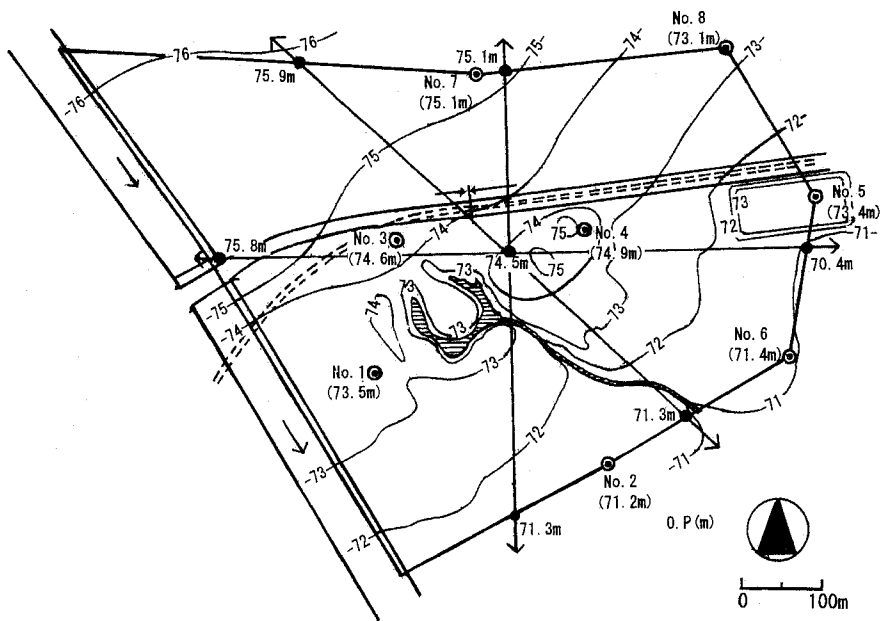 No. 8
(73.1m)
76
76
-76
75.9m
75.1m
75-
No. 7
(75.1m)
74-
73-
72-
75
74
74
73
72
No. 5
(73.4m)
71-
75.8m
No. 3
(74.6m)
75
No. 4
(74.9m)
74.5m
75
70.4m
-75
-74
74
73
73
73
73
73
72
No. 6
(71.4m)
No. 1
(73.5m)
71
71.3m
-71
-73
72
-72
No. 2
(71.2m)
71.3m
O.P(m)
0 100m